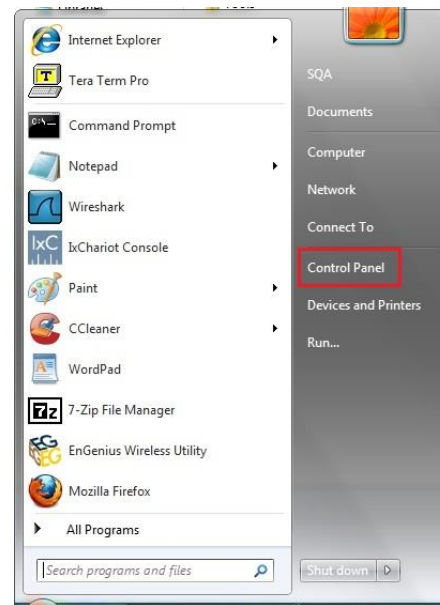 Internet Explorer
Tera Term Pro
Command Prompt
Notepad
Wireshark
IxC
IxChariot Console
Paint
CCleaner
WordPad
7z
7-Zip File Manager
EnGenius Wireless Utility
Mozilla Firefox
All Programs
Search programs and files
SQA
Documents
Computer
Network
Connect To
Control Panel
Devices and Printers
Run...
Shut down